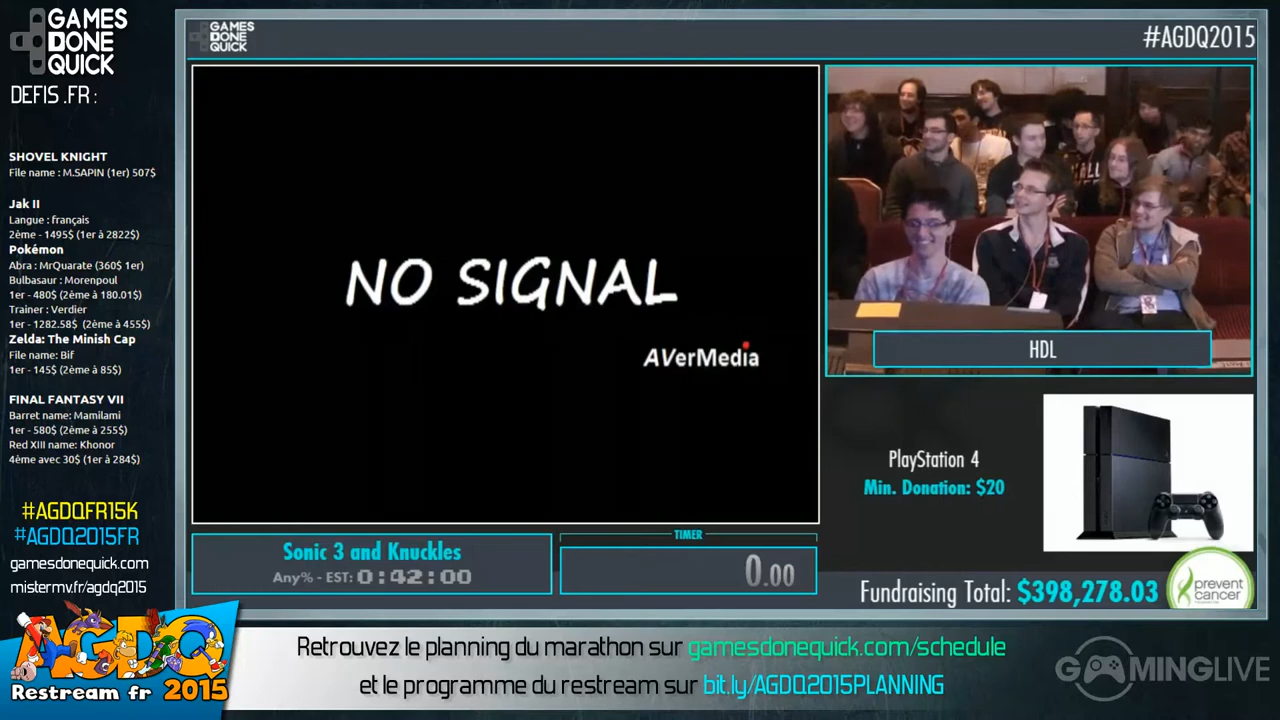 GAMES
DONE
QUICK
DEFIS .FR :
SHOVEL KNIGHT
File name : M.SAPIN (1er) 507$
Jak II
Langue : français
2ème - 1495$ (1er à 2822$)
Pokémon
Abra : MrQuarate (360$ 1er)
Bulbasaur : Morenpoul
1er - 480$ (2ème à 180.01$)
Trainer : Verdier
1er - 1282.58$ (2ème à 455$)
Zelda: The Minish Cap
File name: Bif
1er - 145$ (2ème à 85$)
FINAL FANTASY VII
Barret name: Mamilami
1er - 580$ (2ème à 255$)
Red XIII name: Khonor
4ème avec 30$ (1er à 284$)
#AGDQFR15K
#AGDQ2015FR
gamesdonequick.com
mistermv.fr/agdq2015
AGDQ
Restream fr 2015
GAMES
DONE
QUICK
#AGDQ2015
NO SIGNAL
AVerMedia
HDL
PlayStation 4
Min. Donation: $20
Sonic 3 and Knuckles
Any% - EST: 0:42:00
TIMER
0.00
Fundraising Total: $398,278.03
prevent
cancer
Retrouvez le planning du marathon sur gamesdonequick.com/schedule
et le programme du restream sur bit.ly/AGDQ2015PLANNING
GAMINGLIVE